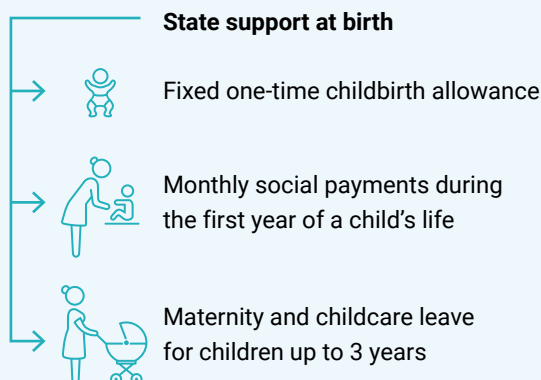 State support at birth
Fixed one-time childbirth allowance
Monthly social payments during
the first year of a child's life
Maternity and childcare leave
for children up to 3 years